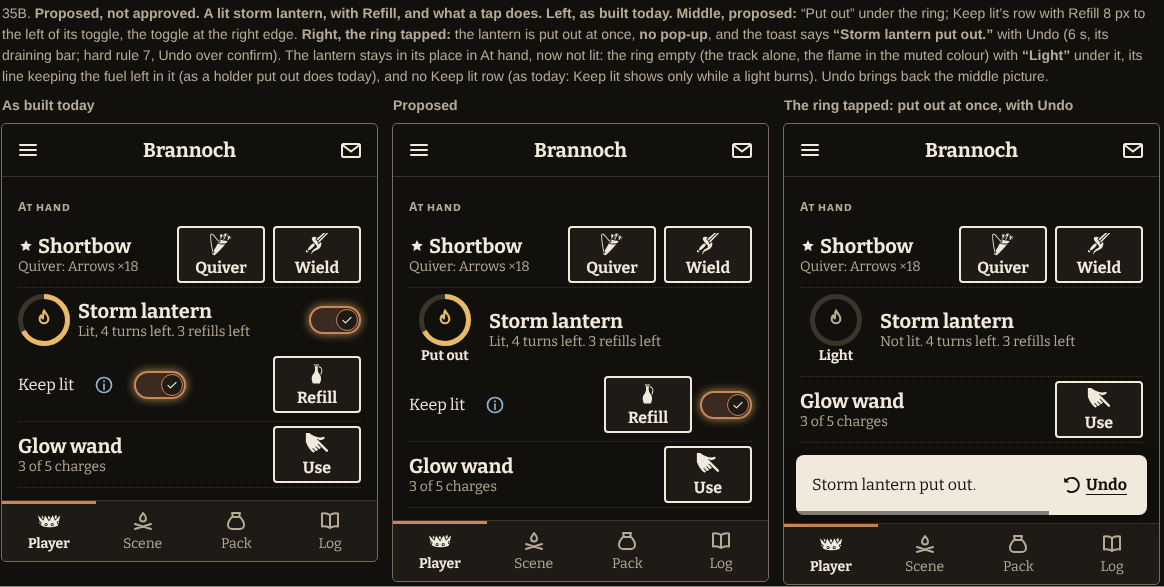 35B. Proposed, not approved. A lit storm lantern, with Refill, and what a tap does. Left, as built today. Middle, proposed: “Put out” under the ring; Keep lit’s row with Refill 8 px to
the left of its toggle, the toggle at the right edge. Right, the ring tapped: the lantern is put out at once, no pop-up, and the toast says “Storm lantern put out.” with Undo (6 s, its
draining bar; hard rule 7, Undo over confirm). The lantern stays in its place in At hand, now not lit: the ring empty (the track alone, the flame in the muted colour) with “Light” under it, its
line keeping the fuel left in it (as a holder put out does today), and no Keep lit row (as today: Keep lit shows only while a light burns). Undo brings back the middle picture.
As built today
Brannoch
AT HAND
Shortbow
Quiver: Arrows ×18
Quiver
Wield
Storm lantern
Lit, 4 turns left. 3 refills left
Keep lit
Refill
Glow wand
3 of 5 charges
Use
Player
Scene
Pack
Log
Proposed
Brannoch
AT HAND
Shortbow
Quiver: Arrows ×18
Quiver
Wield
Storm lantern
Lit, 4 turns left. 3 refills left
Put out
Keep lit
Refill
Glow wand
3 of 5 charges
Use
Player
Scene
Pack
Log
The ring tapped: put out at once, with Undo
Brannoch
AT HAND
Shortbow
Quiver: Arrows ×18
Quiver
Wield
Storm lantern
Not lit. 4 turns left. 3 refills left
Light
Glow wand
3 of 5 charges
Use
Storm lantern put out.
Undo
Player
Scene
Pack
Log